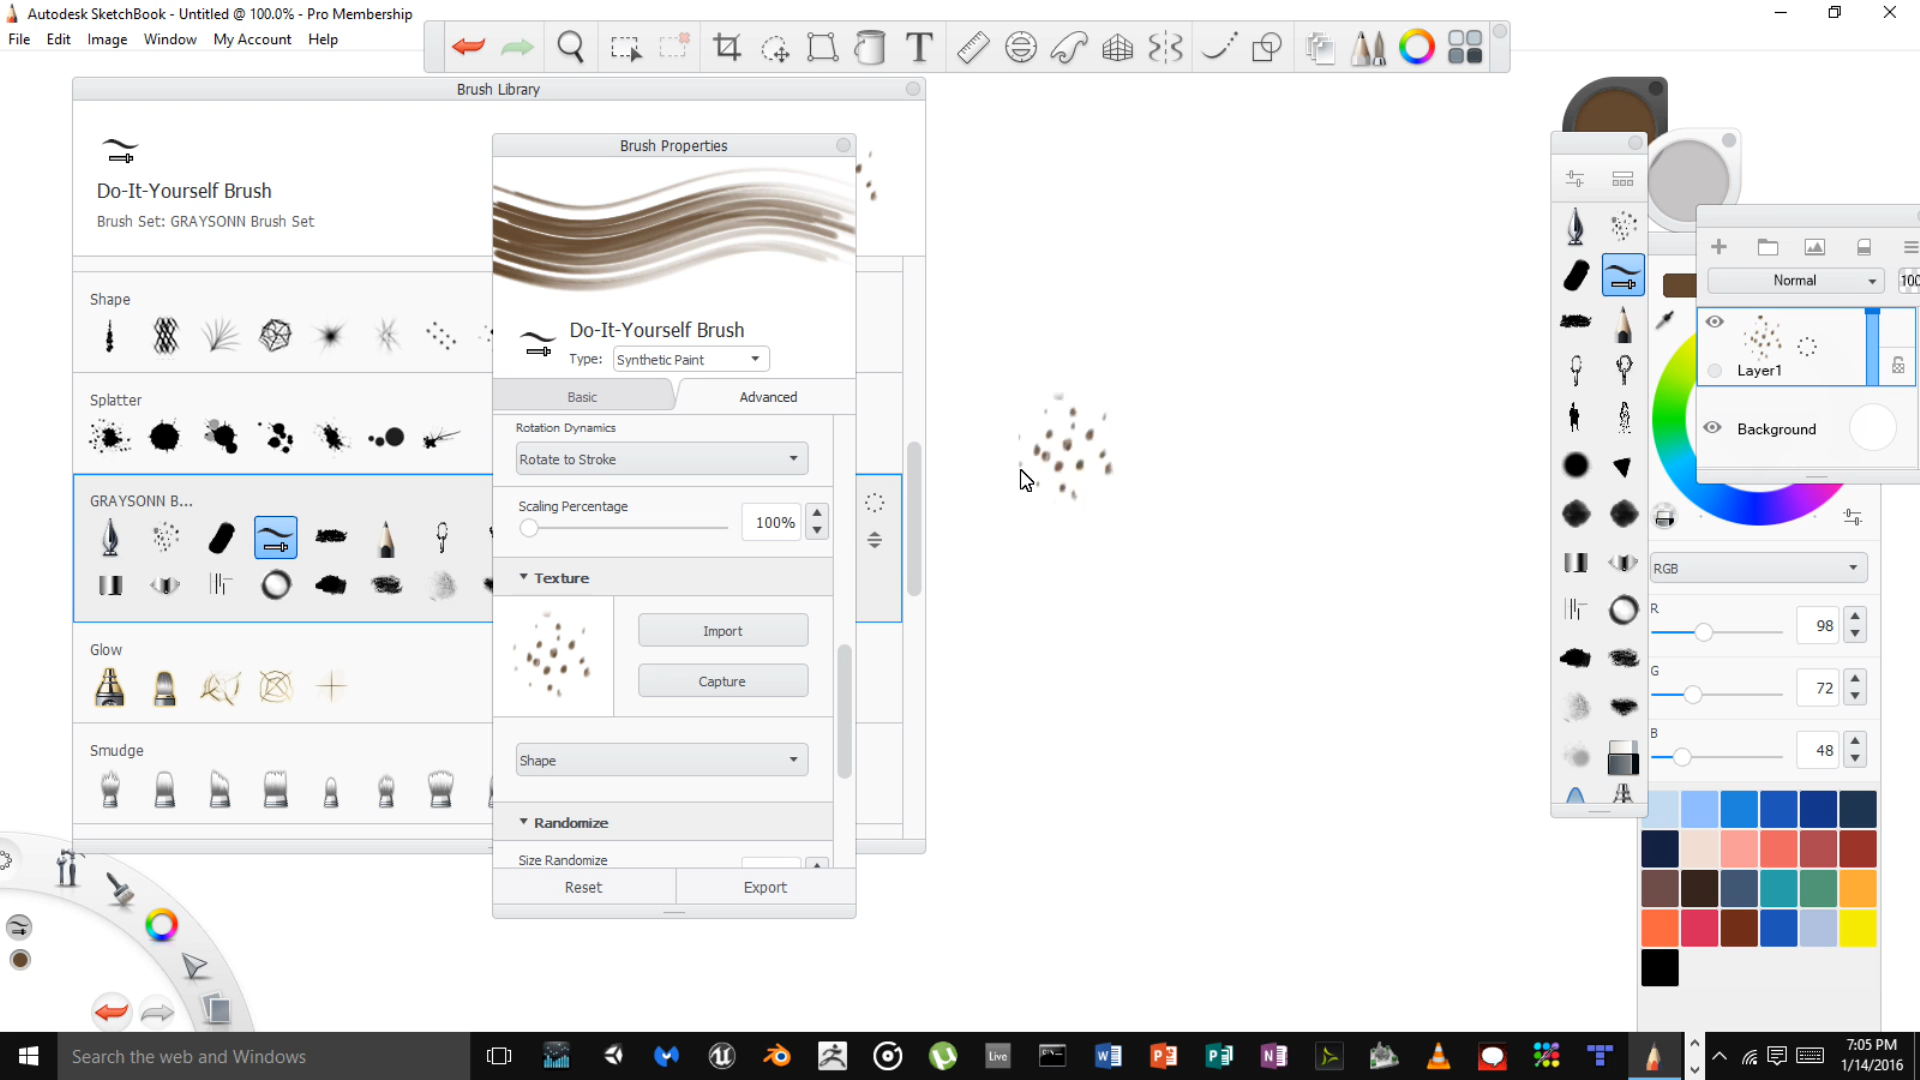 Autodesk SketchBook - Untitled @ 100.0% - Pro Membership
File Edit Image Window My Account Help
Brush Library
Do-It-Yourself Brush
Brush Set: GRAYSONN Brush Set
Shape
Splatter
GRAYSONN B...
Glow
Smudge
Brush Properties
Do-It-Yourself Brush
Type: Synthetic Paint
Basic Advanced
Rotation Dynamics
Rotate to Stroke
Scaling Percentage
100%
Texture
Import
Capture
Shape
Randomize
Size Randomize
Reset Export
Normal 100
Layer1
Background
RGB
R
98
G
72
B
48
Search the web and Windows
Live
7:05 PM
1/14/2016